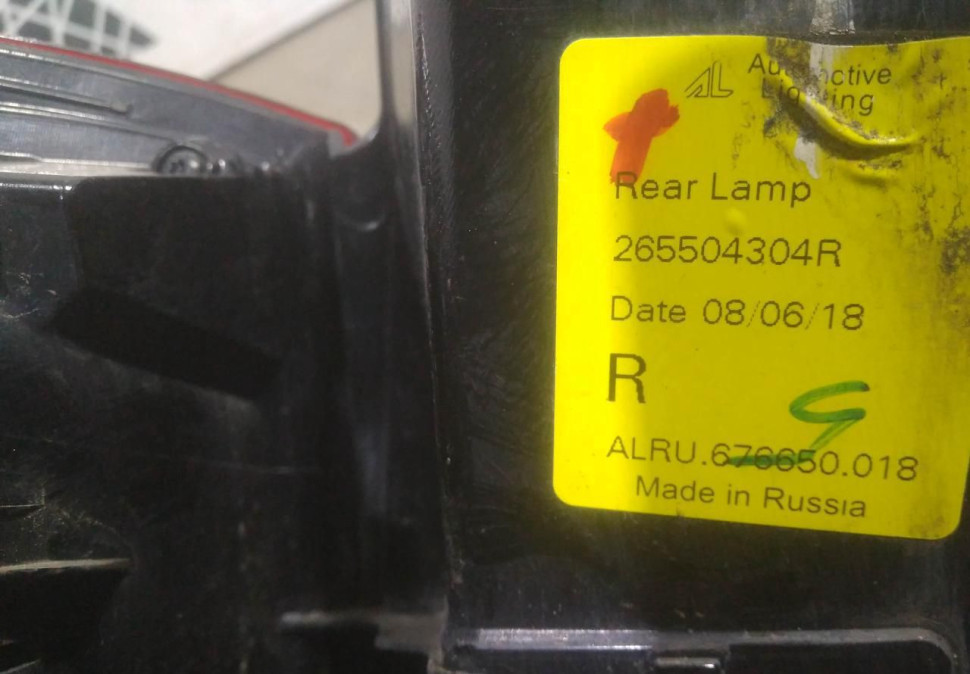 AL Automotive
Lighting
Rear Lamp
265504304R
Date 08/06/18
R
ALRU.676650.018
Made in Russia